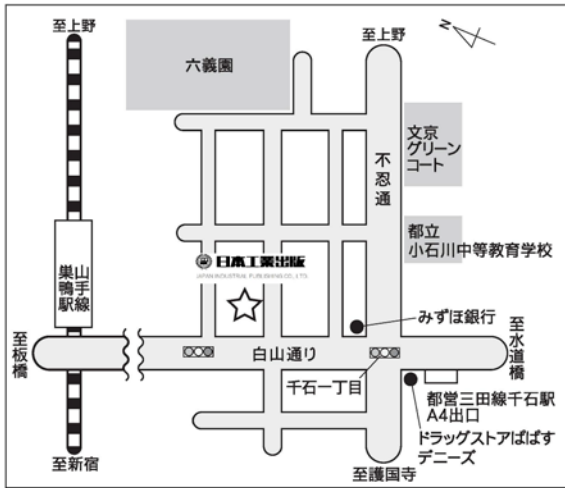 至上野
至上野
N
六義園
文京
グリーン
コート
不忍通
都立
小石川中等教育学校
日本工業出版
JAPAN INDUSTRIAL PUBLISHING CO., LTD.
山手線
巣鴨駅
みずほ銀行
至板橋
白山通り
至水道橋
千石一丁目
都営三田線千石駅
A4出口
ドラッグストアぱぱす
デニーズ
至新宿
至護国寺